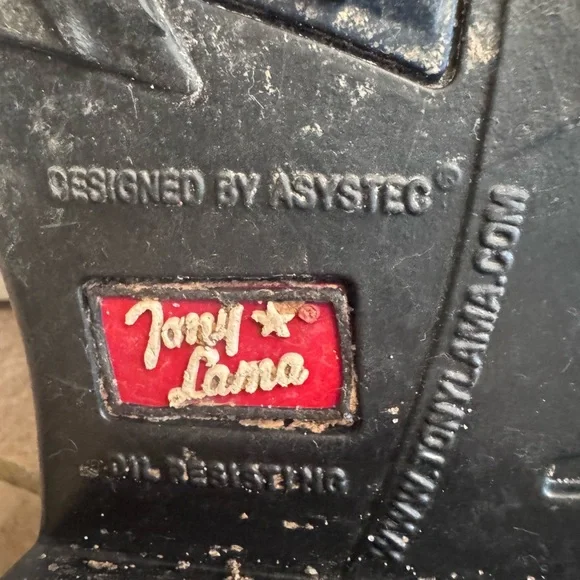 DESIGNED BY ASYSTEC®
Tony ★ ®
Lama
OIL RESISTING
WWW.TONYLAMA.COM